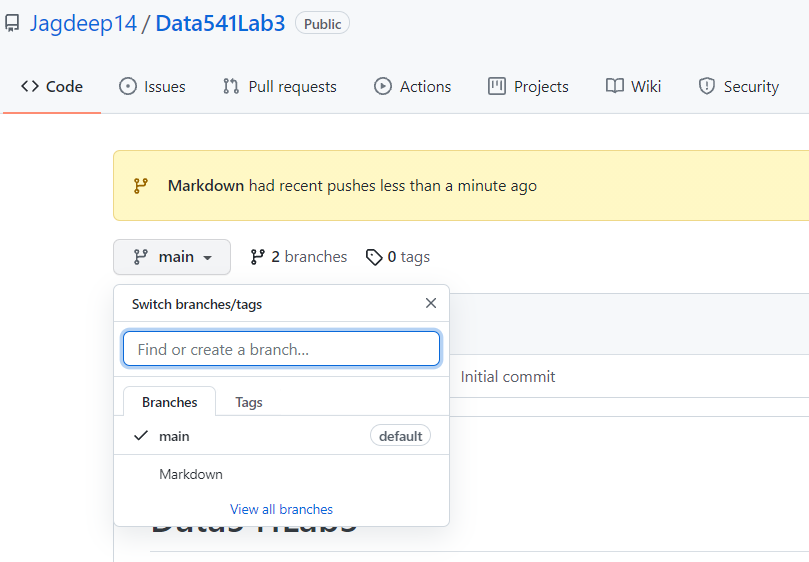 Jagdeep14 / Data541Lab3 Public
Code Issues Pull requests Actions Projects Wiki Security
Markdown had recent pushes less than a minute ago
main 2 branches 0 tags
Switch branches/tags
Find or create a branch...
Initial commit
Branches Tags
main default
Markdown
View all branches
Data541Lab3